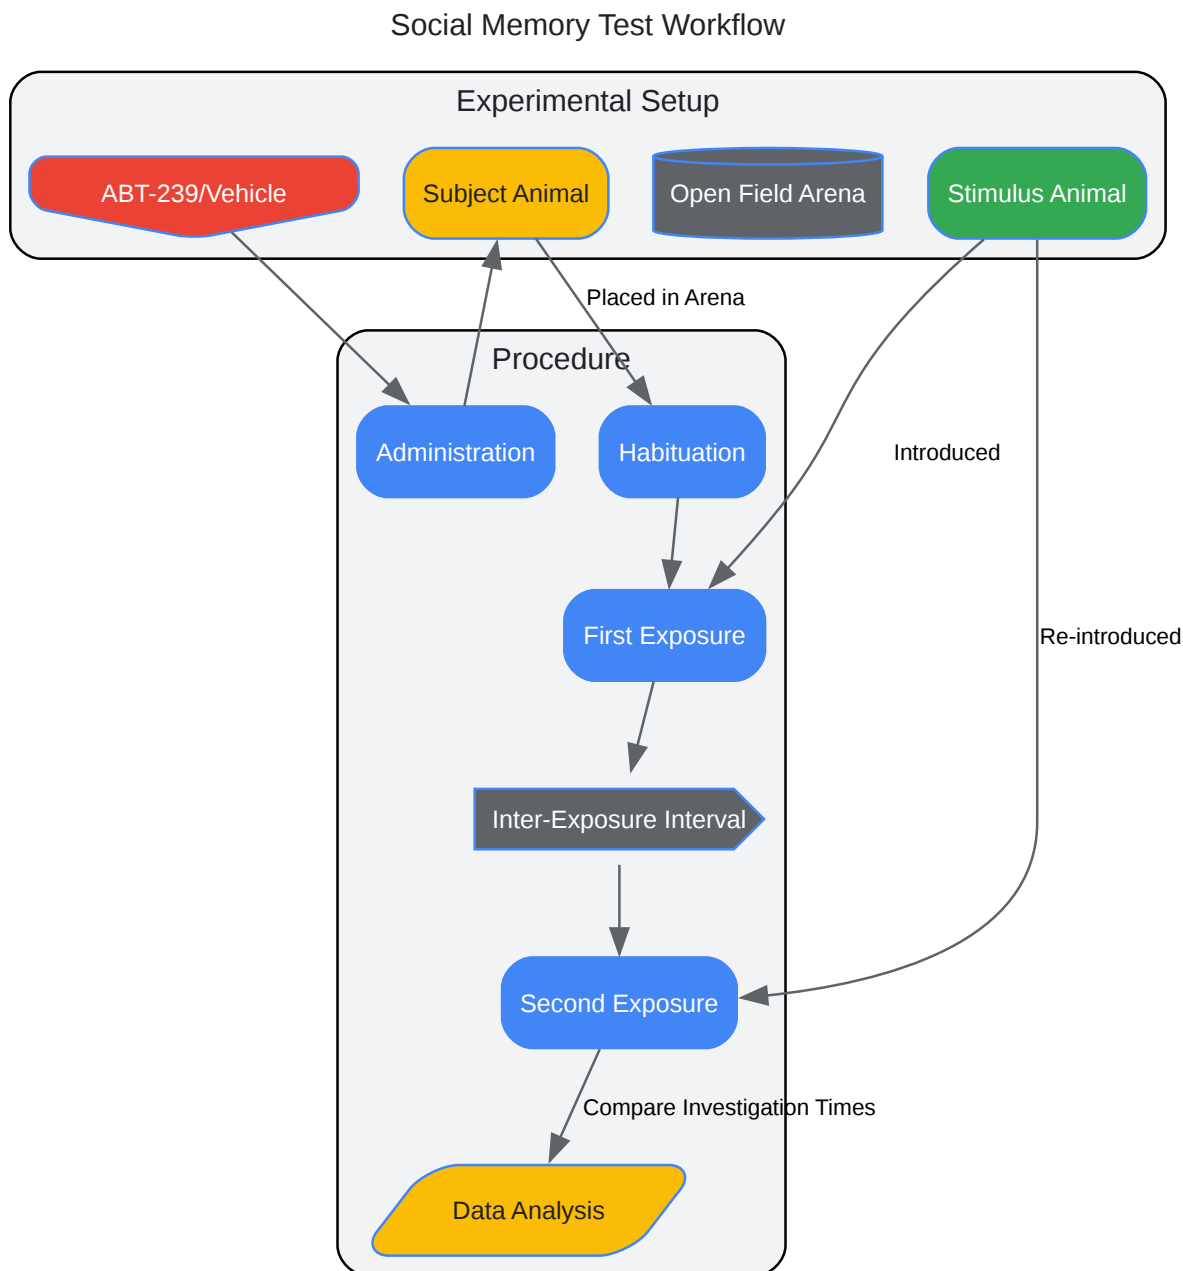 Social Memory Test Workflow
Experimental Setup
ABT-239/Vehicle
Subject Animal
Open Field Arena
Stimulus Animal
Placed in Arena
Procedure
Administration
Habituation
Introduced
First Exposure
Re-introduced
Inter-Exposure Interval
Second Exposure
Compare Investigation Times
Data Analysis